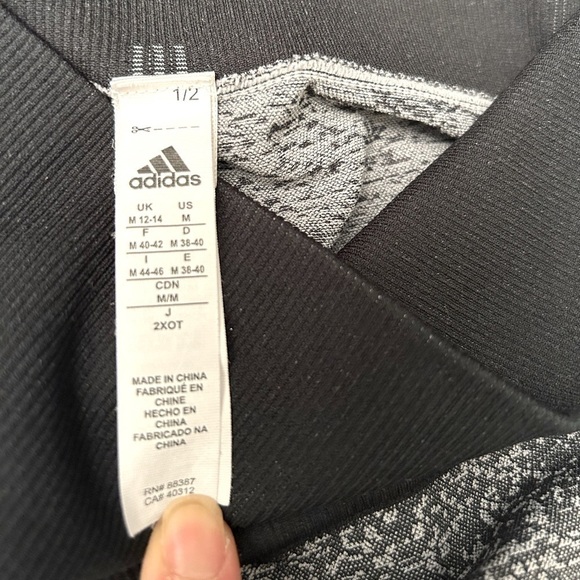 1/2
adidas
UK US
M 12-14 M
F D
M 40-42 M 38-40
I E
M 44-46 M 38-40
CDN
M/M
J
2XOT
MADE IN CHINA
FABRIQUÉ EN
CHINE
HECHO EN
CHINA
FABRICADO NA
CHINA
RN# 88387
CA# 40312